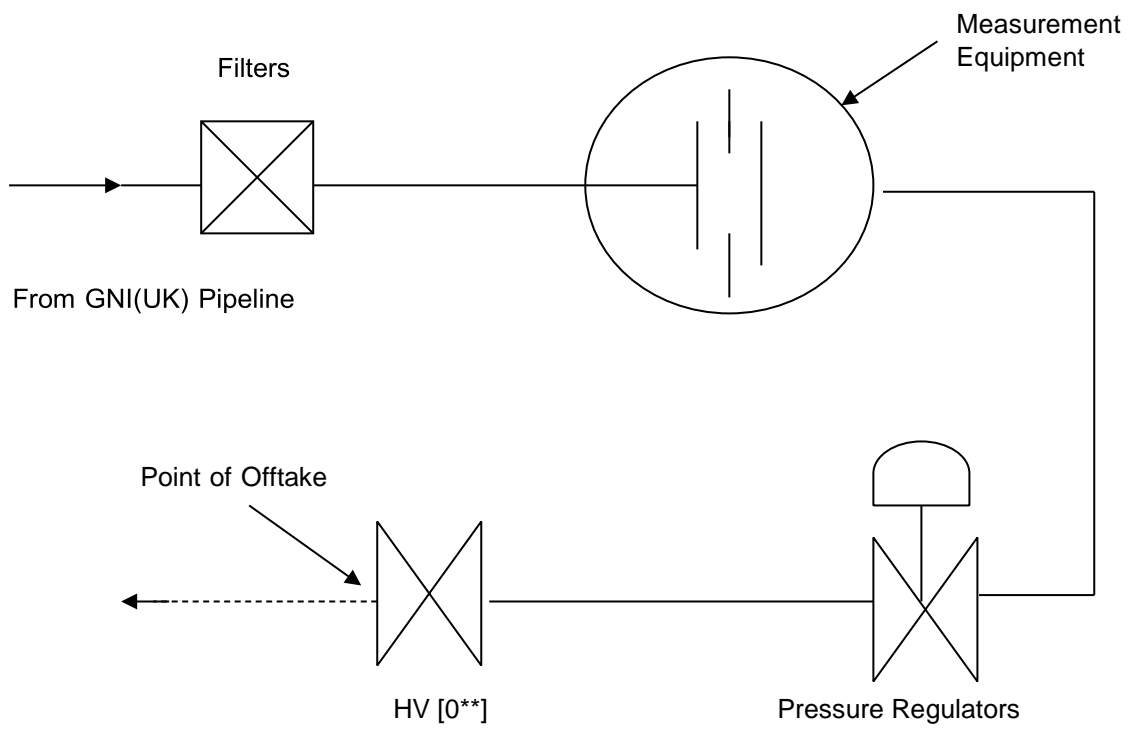 Measurement
Equipment
Filters
From GNI(UK) Pipeline
Point of Offtake
HV [0**]
Pressure Regulators